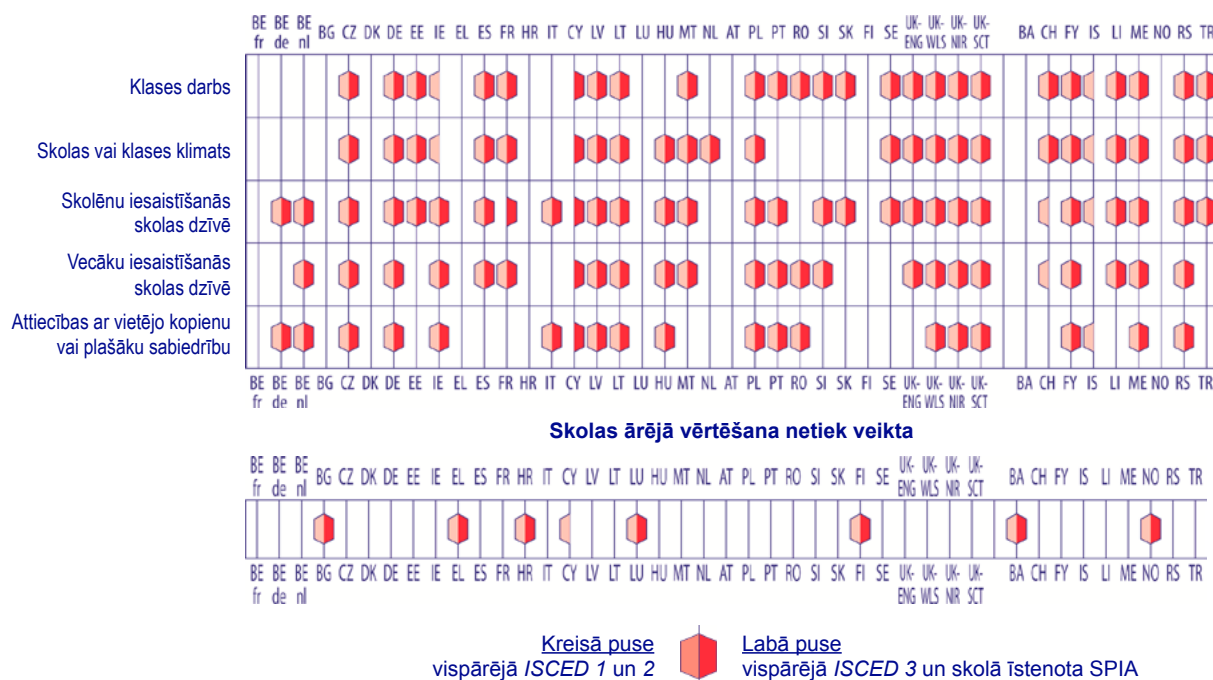 BE BE BE BG CZ DK DE EE IE EL ES FR HR IT CY LV LT LU HU MT NL AT PL PT RO SI SK FI SE UK- UK- UK- UK- BA CH FY IS LI ME NO RS TR
fr de nl ENG WLS NIR SCT
Klases darbs
Skolas vai klases klimats
Skolēnu iesaistīšanās
skolas dzīvē
Vecāku iesaistīšanās
skolas dzīvē
Attiecības ar vietējo kopienu
vai plašāku sabiedrību
BE BE BE BG CZ DK DE EE IE EL ES FR HR IT CY LV LT LU HU MT NL AT PL PT RO SI SK FI SE UK- UK- UK- UK- BA CH FY IS LI ME NO RS TR
fr de nl ENG WLS NIR SCT
Skolas ārējā vērtēšana netiek veikta
BE BE BE BG CZ DK DE EE IE EL ES FR HR IT CY LV LT LU HU MT NL AT PL PT RO SI SK FI SE UK- UK- UK- UK- BA CH FY IS LI ME NO RS TR
fr de nl ENG WLS NIR SCT
BE BE BE BG CZ DK DE EE IE EL ES FR HR IT CY LV LT LU HU MT NL AT PL PT RO SI SK FI SE UK- UK- UK- UK- BA CH FY IS LI ME NO RS TR
fr de nl ENG WLS NIR SCT
Kreisā puse
vispārējā ISCED 1 un 2
Labā puse
vispārējā ISCED 3 un skolā īstenota SPIA